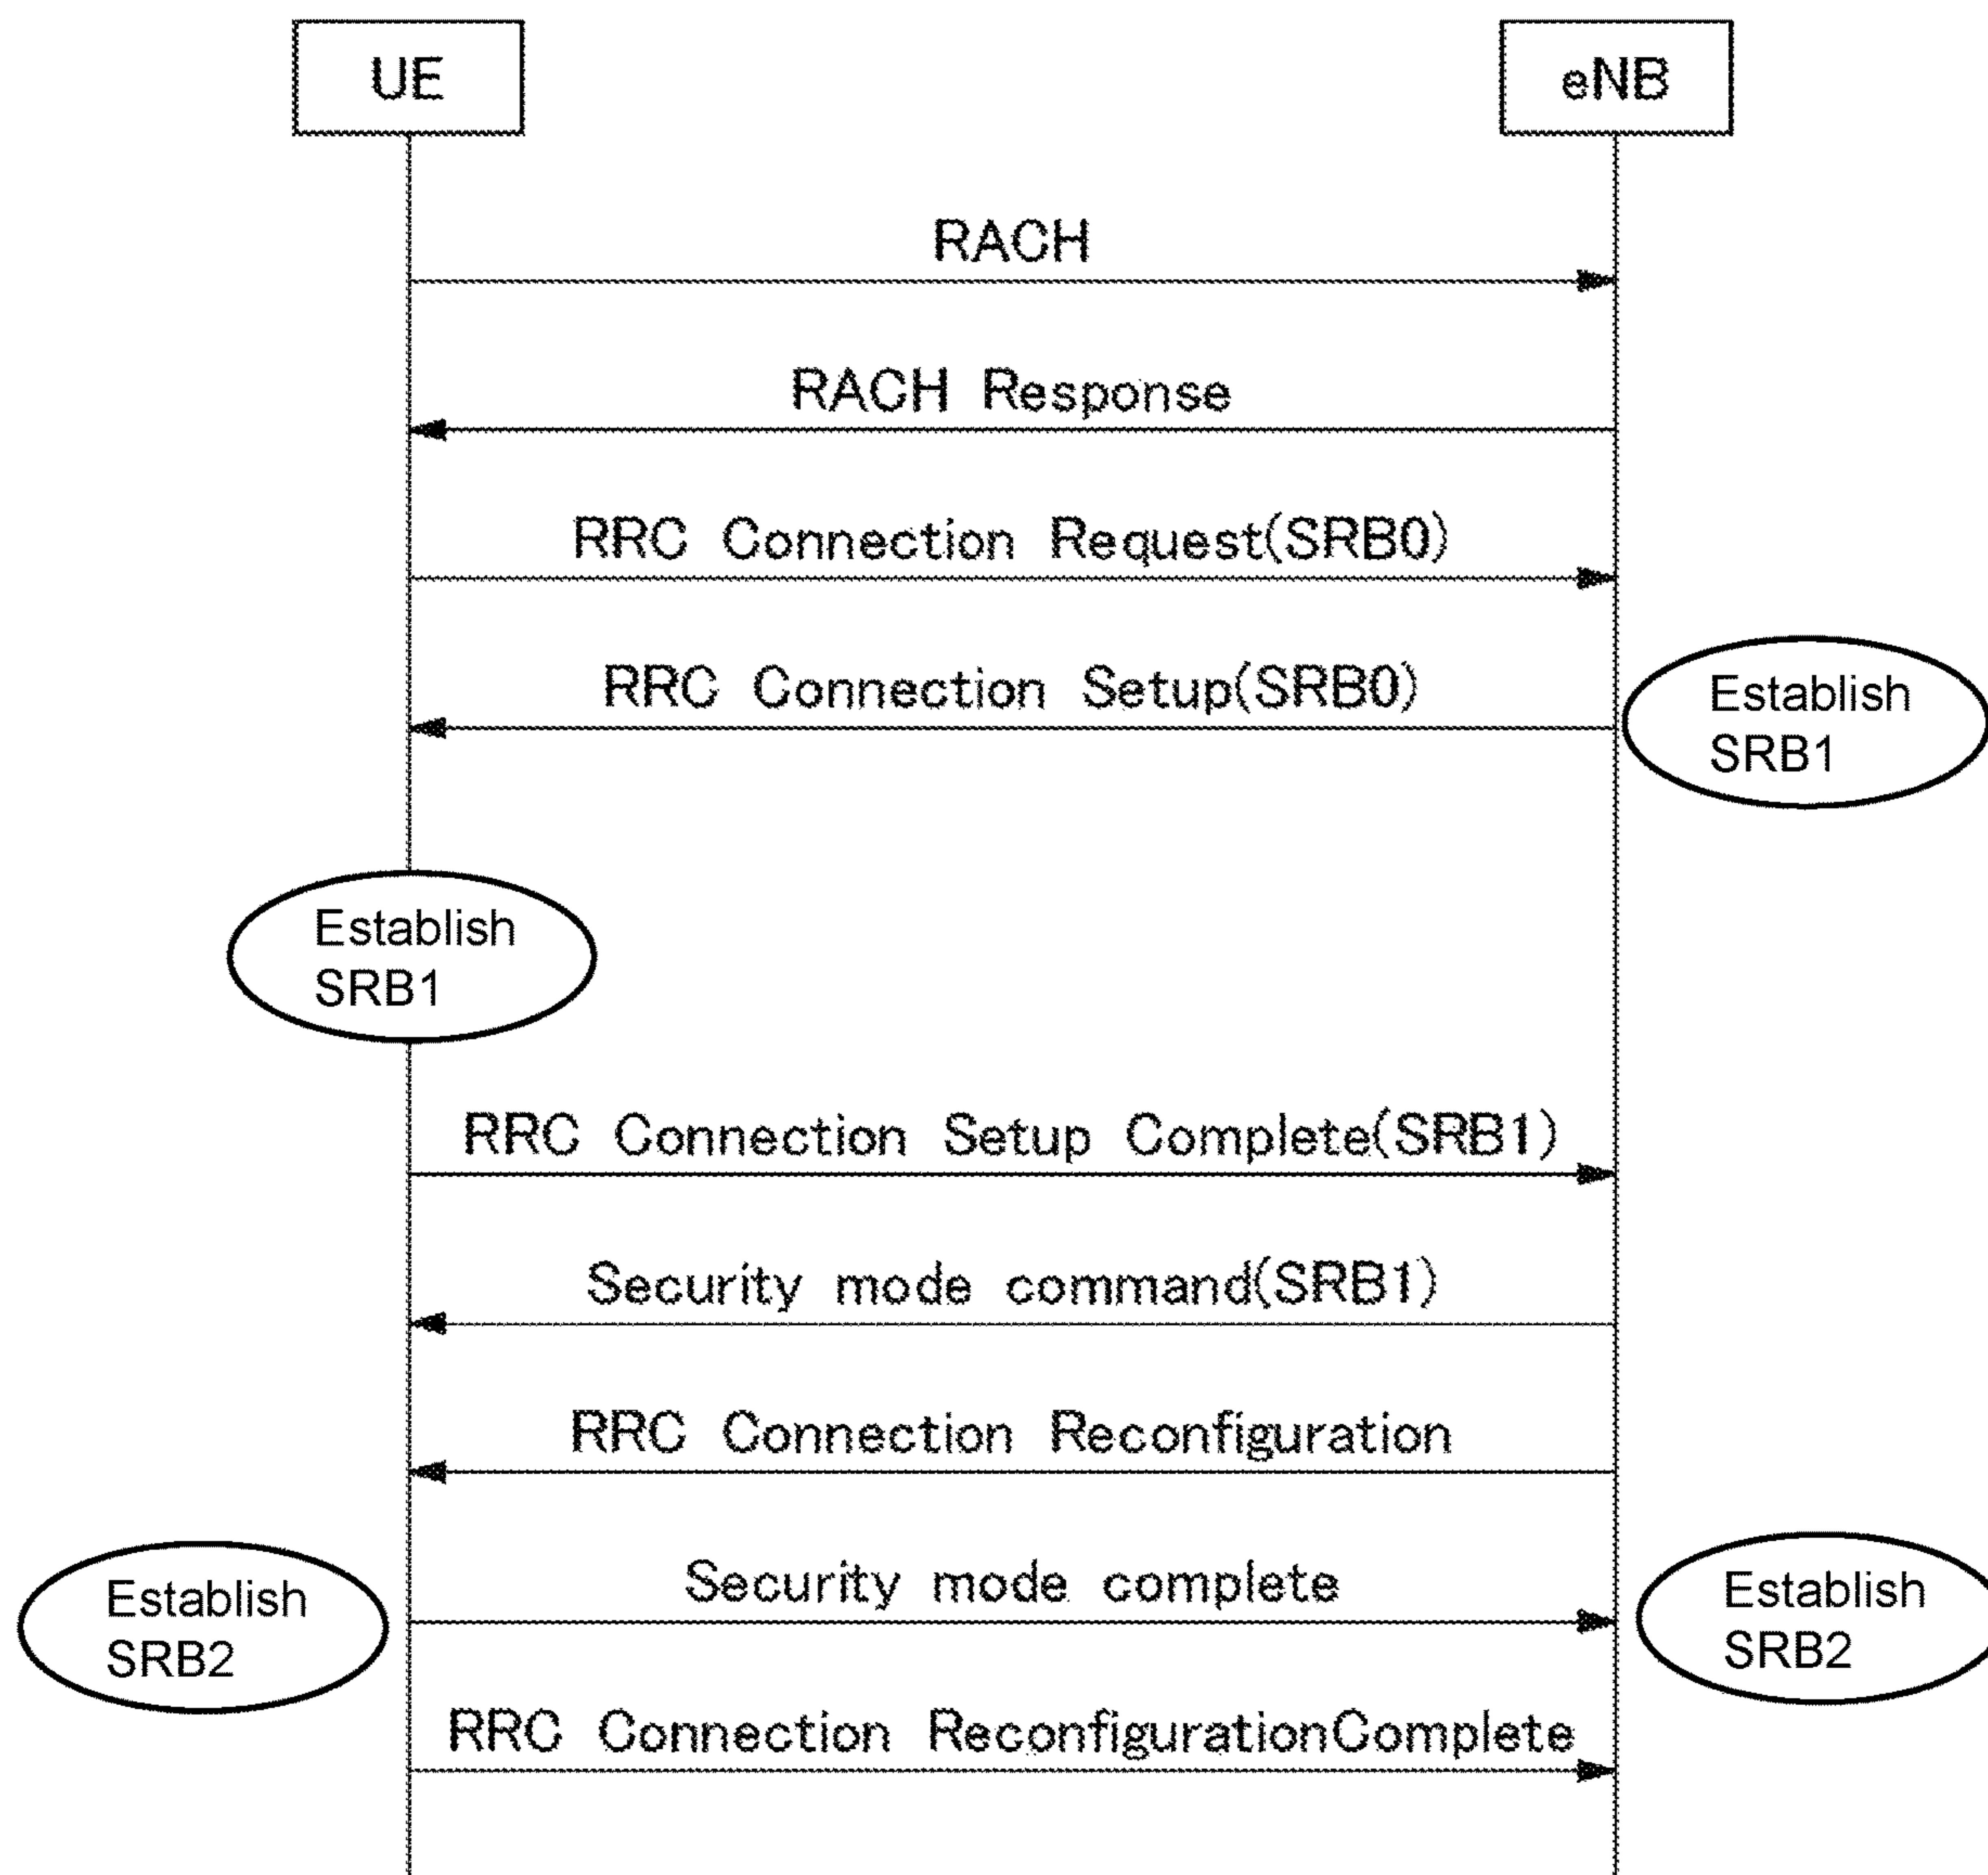 UE
eNB
RACH
RACH Response
RRC Connection Request(SRB0)
RRC Connection Setup(SRB0)
Establish
SRB1
Establish
SRB1
RRC Connection Setup Complete(SRB1)
Security mode command(SRB1)
RRC Connection Reconfiguration
Security mode complete
Establish
SRB2
Establish
SRB2
RRC Connection ReconfigurationComplete